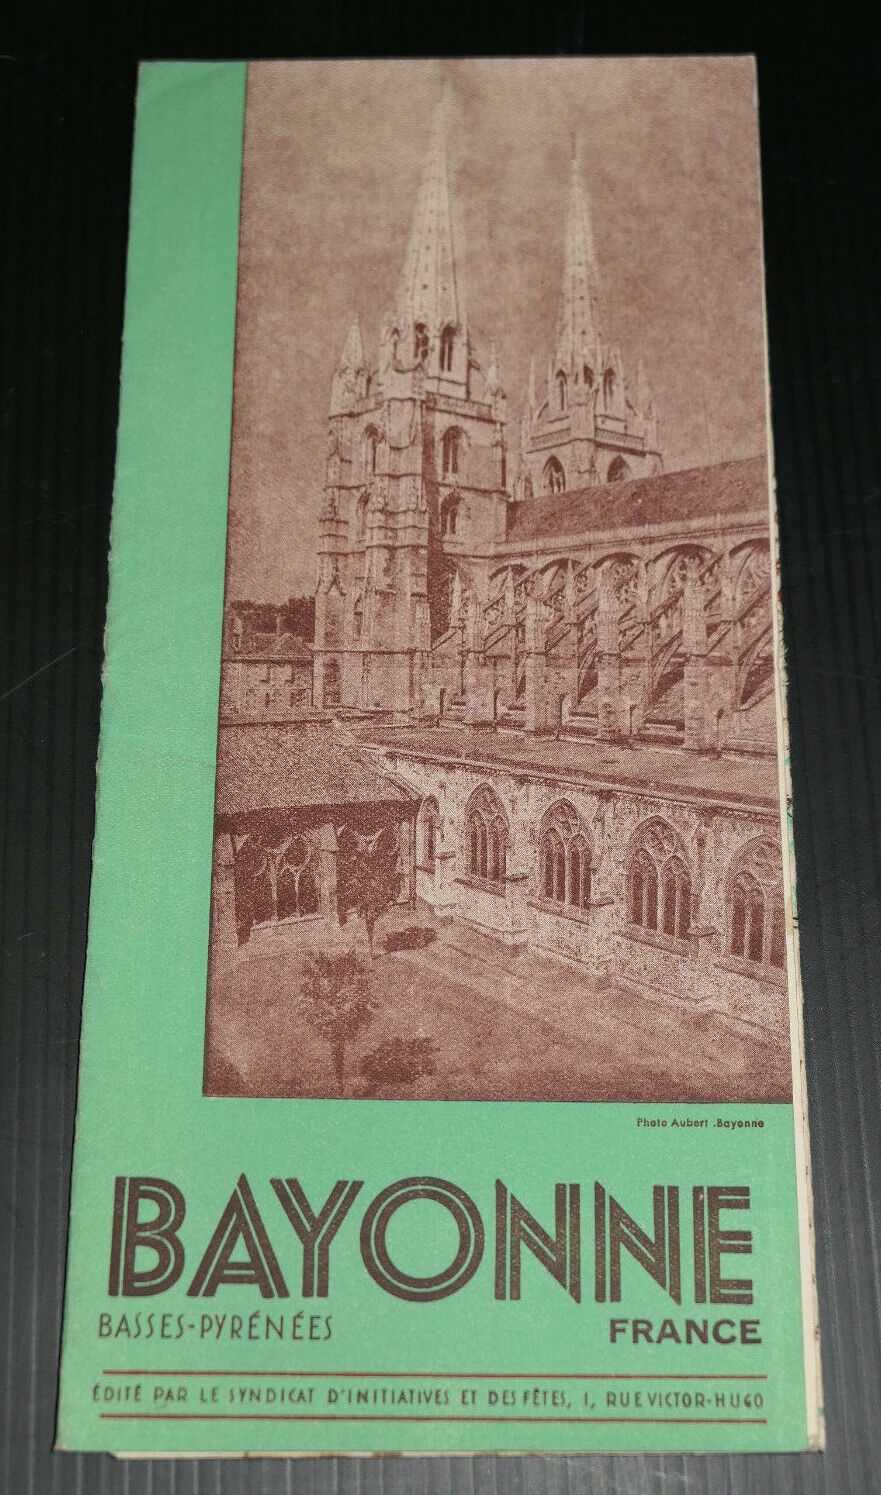 Photo Aubert .Bayonne
BAYONNE
BASSES-PYRÉNÉES
FRANCE
ÉDITÉ PAR LE SYNDICAT D'INITIATIVES ET DES FÊTES, 1, RUE VICTOR-HUGO